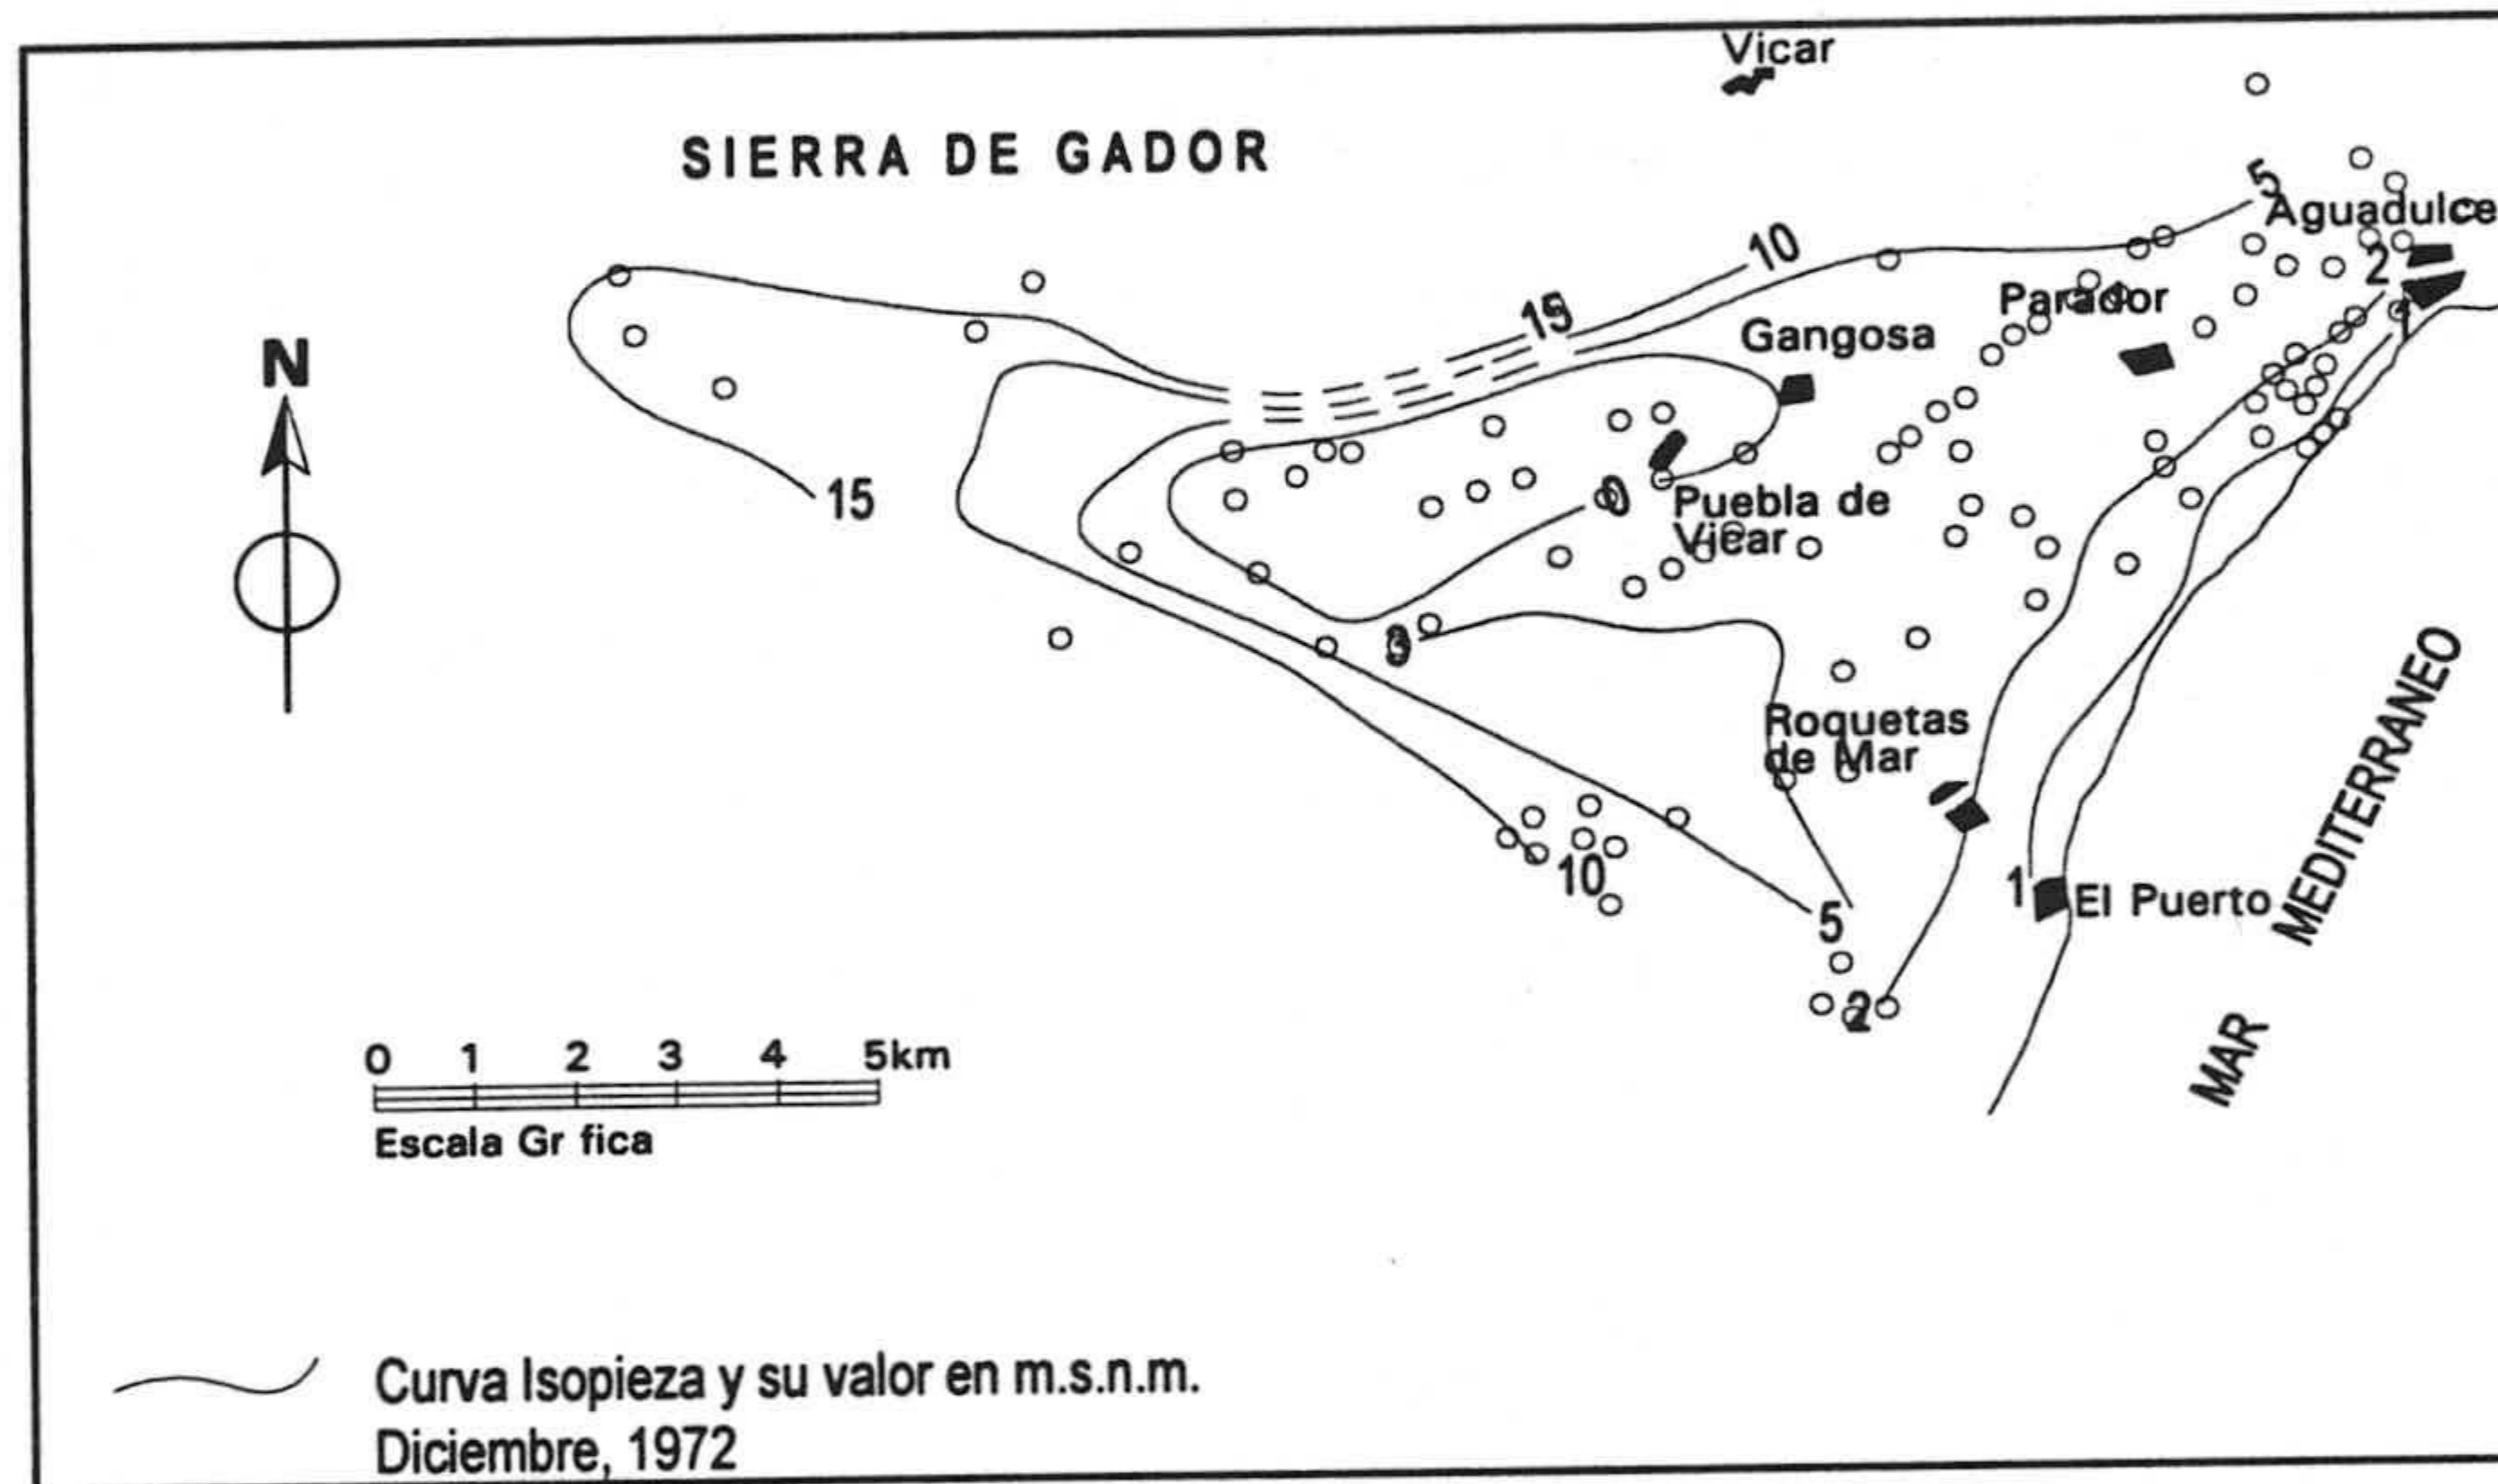 Vicar
SIERRA DE GADOR
5
Aguadulce
10
2
15
Parador
1
Gangosa
N
15
0
Puebla de
Vicar
3
Roquetas
de Mar
10
1
El Puerto
5
2
MAR MEDITERRANEO
0 1 2 3 4 5km
Escala Gr fica
Curva Isopieza y su valor en m.s.n.m.
Diciembre, 1972